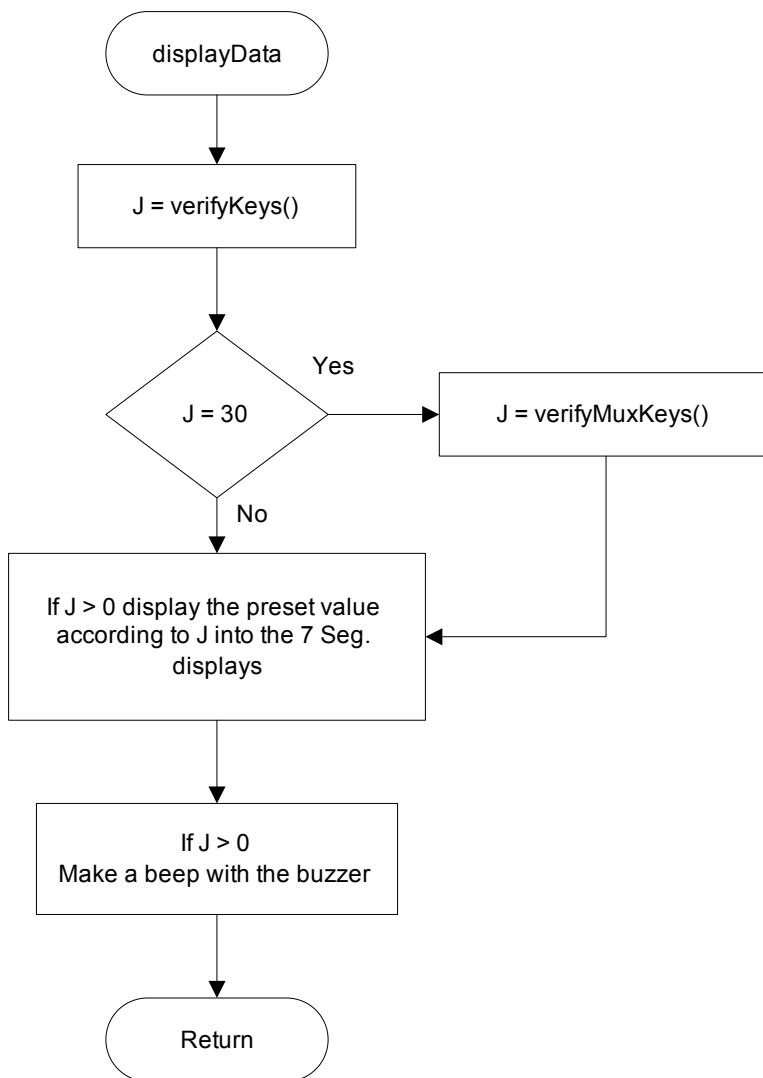 displayData
J = verifyKeys()
Yes
J = 30
J = verifyMuxKeys()
No
If J > 0 display the preset value
according to J into the 7 Seg.
displays
If J > 0
Make a beep with the buzzer
Return